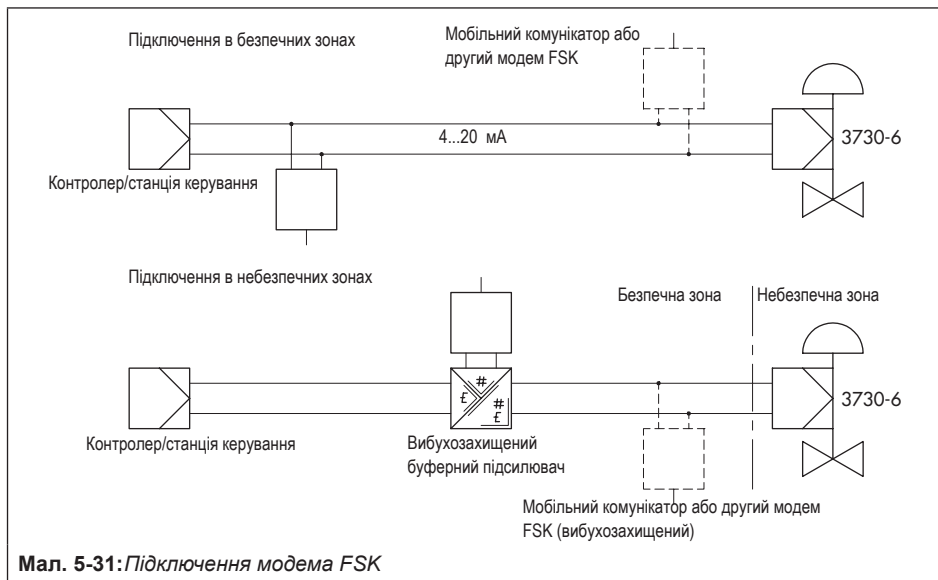 Підключення в безпечних зонах
Мобільний комунікатор або
другий модем FSK
4...20 мА
3730-6
Контролер/станція керування
Підключення в небезпечних зонах
Безпечна зона
Небезпечна зона
3730-6
Контролер/станція керування
Вибухозахищений
буферний підсилювач
Мобільний комунікатор або другий модем
FSK (вибухозахищений)
Мал. 5-31: Підключення модема FSK